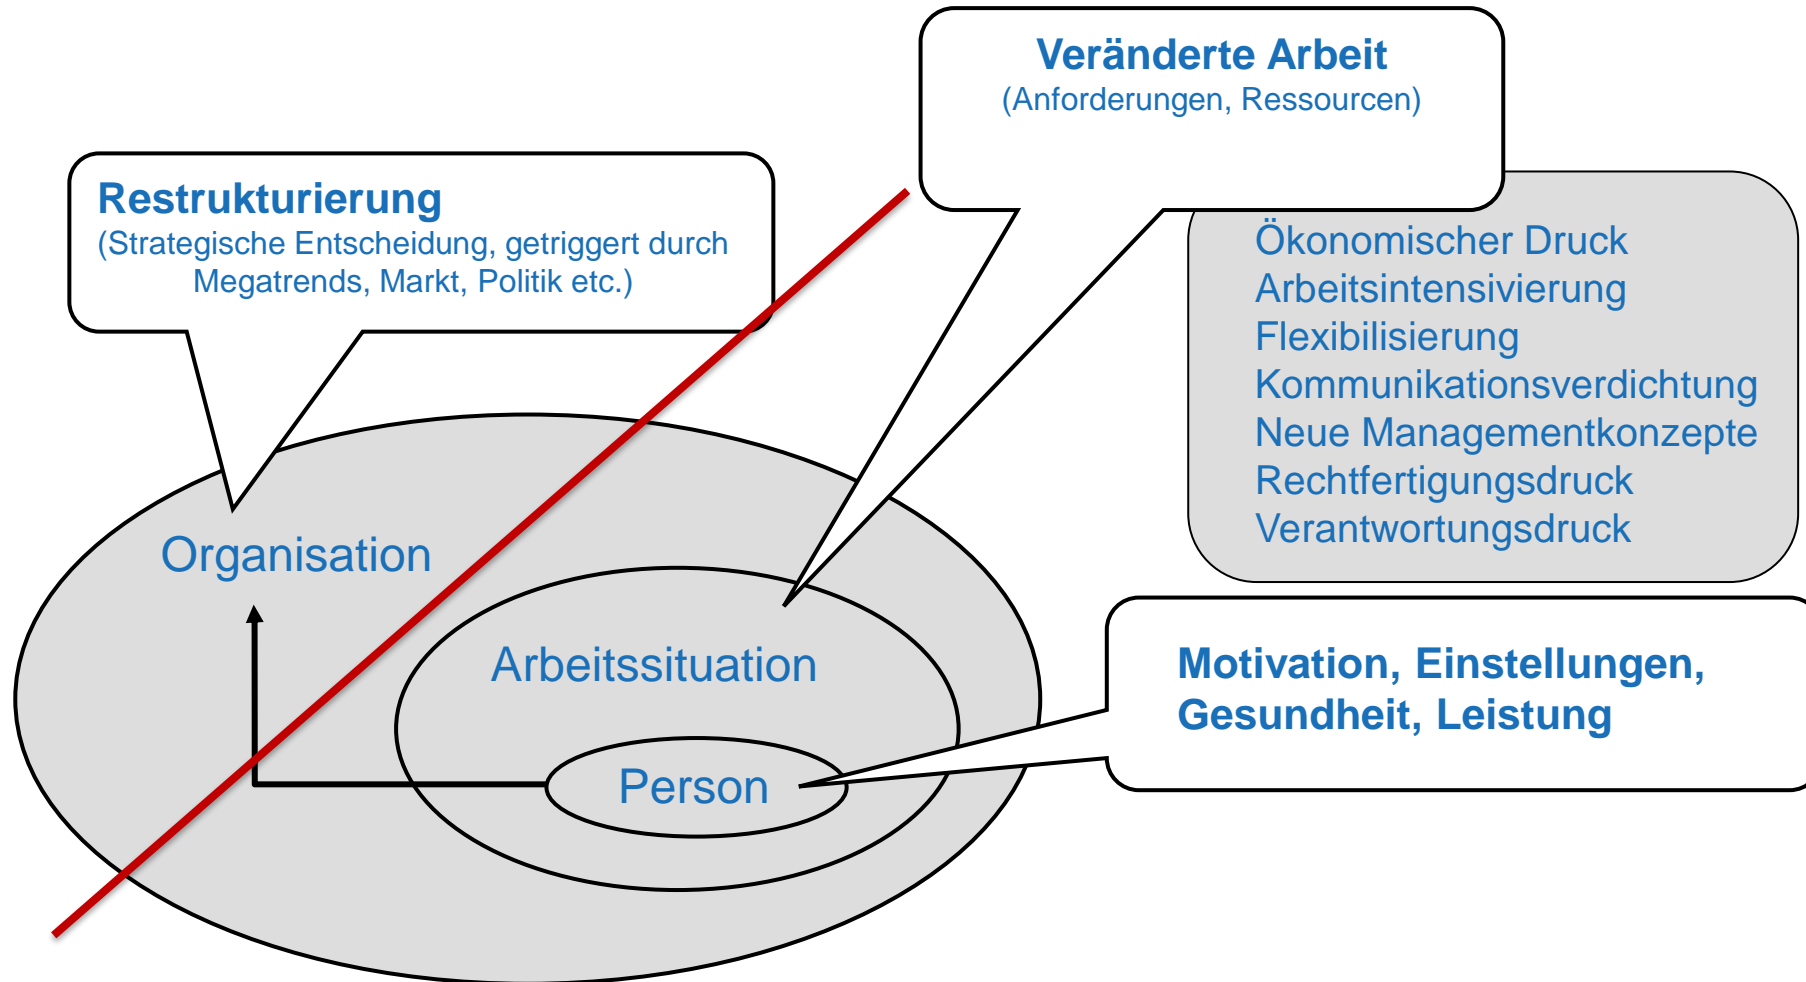 Veränderte Arbeit
(Anforderungen, Ressourcen)
Restrukturierung
(Strategische Entscheidung, getriggert durch
Megatrends, Markt, Politik etc.)
Ökonomischer Druck
Arbeitsintensivierung
Flexibilisierung
Kommunikationsverdichtung
Neue Managementkonzepte
Rechtfertigungsdruck
Verantwortungsdruck
Organisation
Arbeitssituation
Person
Motivation, Einstellungen,
Gesundheit, Leistung